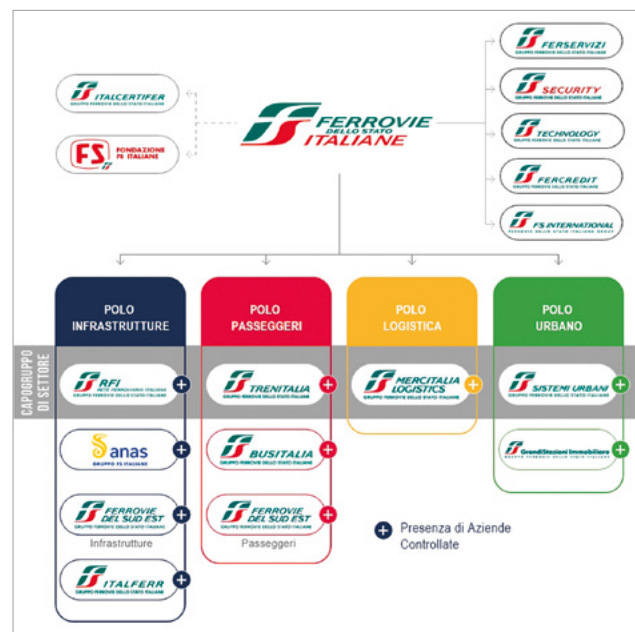 ITALCERTIFER
GRUPPO FERROVIE DELLO STATO ITALIANE
FS
FONDAZIONE
FS ITALIANE
FERROVIE
DELLO STATO
ITALIANE
FERSERVIZI
GRUPPO FERROVIE DELLO STATO ITALIANE
SECURITY
GRUPPO FERROVIE DELLO STATO ITALIANE
TECHNOLOGY
GRUPPO FERROVIE DELLO STATO ITALIANE
FERCREDIT
GRUPPO FERROVIE DELLO STATO ITALIANE
FS INTERNATIONAL
FERROVIE DELLO STATO ITALIANE GROUP
POLO
INFRASTRUTTURE
POLO
PASSEGGERI
POLO
LOGISTICA
POLO
URBANO
CAPOGRUPPO
DI SETTORE
RFI
RETE FERROVIARIA ITALIANA
GRUPPO FERROVIE DELLO STATO ITALIANE
TRENITALIA
GRUPPO FERROVIE DELLO STATO ITALIANE
MERCITALIA
LOGISTICS
GRUPPO FERROVIE DELLO STATO ITALIANE
SISTEMI URBANI
GRUPPO FERROVIE DELLO STATO ITALIANE
anas
GRUPPO FS ITALIANE
BUSITALIA
GRUPPO FERROVIE DELLO STATO ITALIANE
GrandiStazioni Immobiliare
GRUPPO FERROVIE DELLO STATO ITALIANE
FERROVIE
DEL SUD EST
GRUPPO FERROVIE DELLO STATO ITALIANE
Infrastrutture
FERROVIE
DEL SUD EST
GRUPPO FERROVIE DELLO STATO ITALIANE
Passeggeri
Presenza di Aziende
Controllate
ITALFERR
GRUPPO FERROVIE DELLO STATO ITALIANE